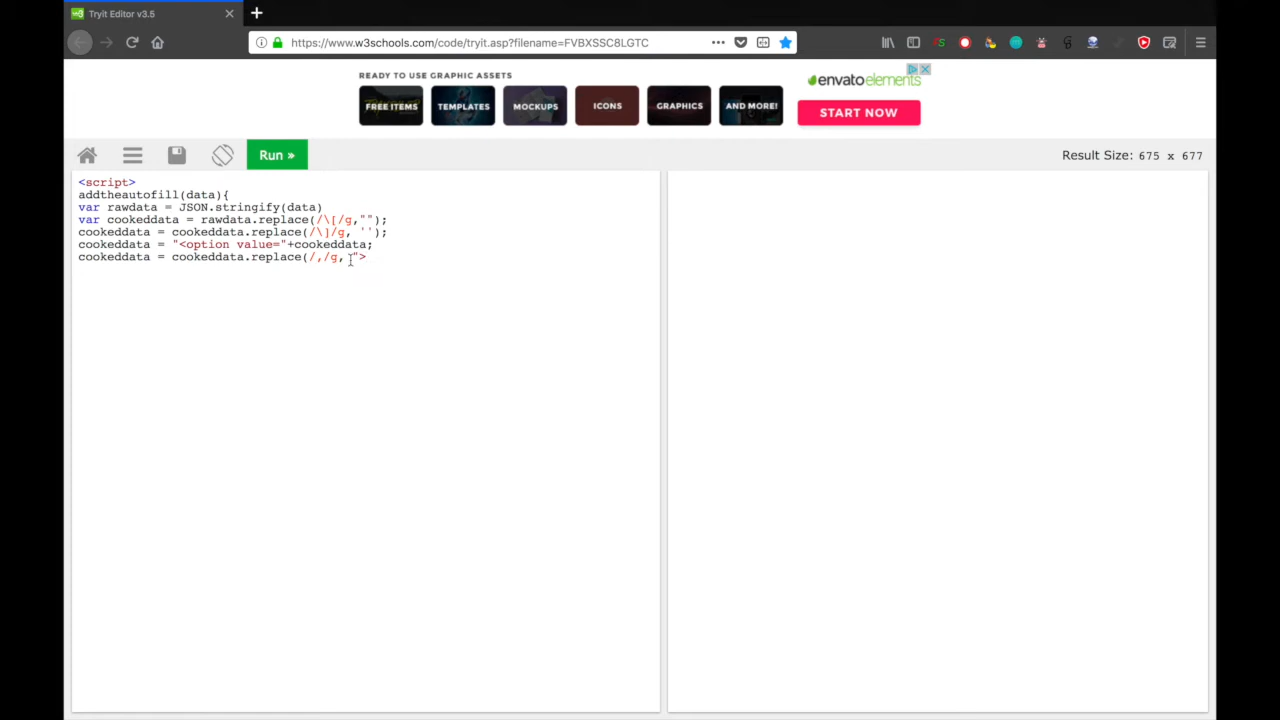 Tryit Editor v3.5
https://www.w3schools.com/code/tryit.asp?filename=FVBXSSC8LGTC
READY TO USE GRAPHIC ASSETS
FREE ITEMS TEMPLATES MOCKUPS ICONS GRAPHICS AND MORE!
envatoelements
START NOW
Run »
Result Size: 675 x 677
<script>
addtheautofill(data){
var rawdata = JSON.stringify(data)
var cookeddata = rawdata.replace(/\[/g,"");
cookeddata = cookeddata.replace(/\]/g, '');
cookeddata = "<option value="+cookeddata;
cookeddata = cookeddata.replace(/,/g, ">